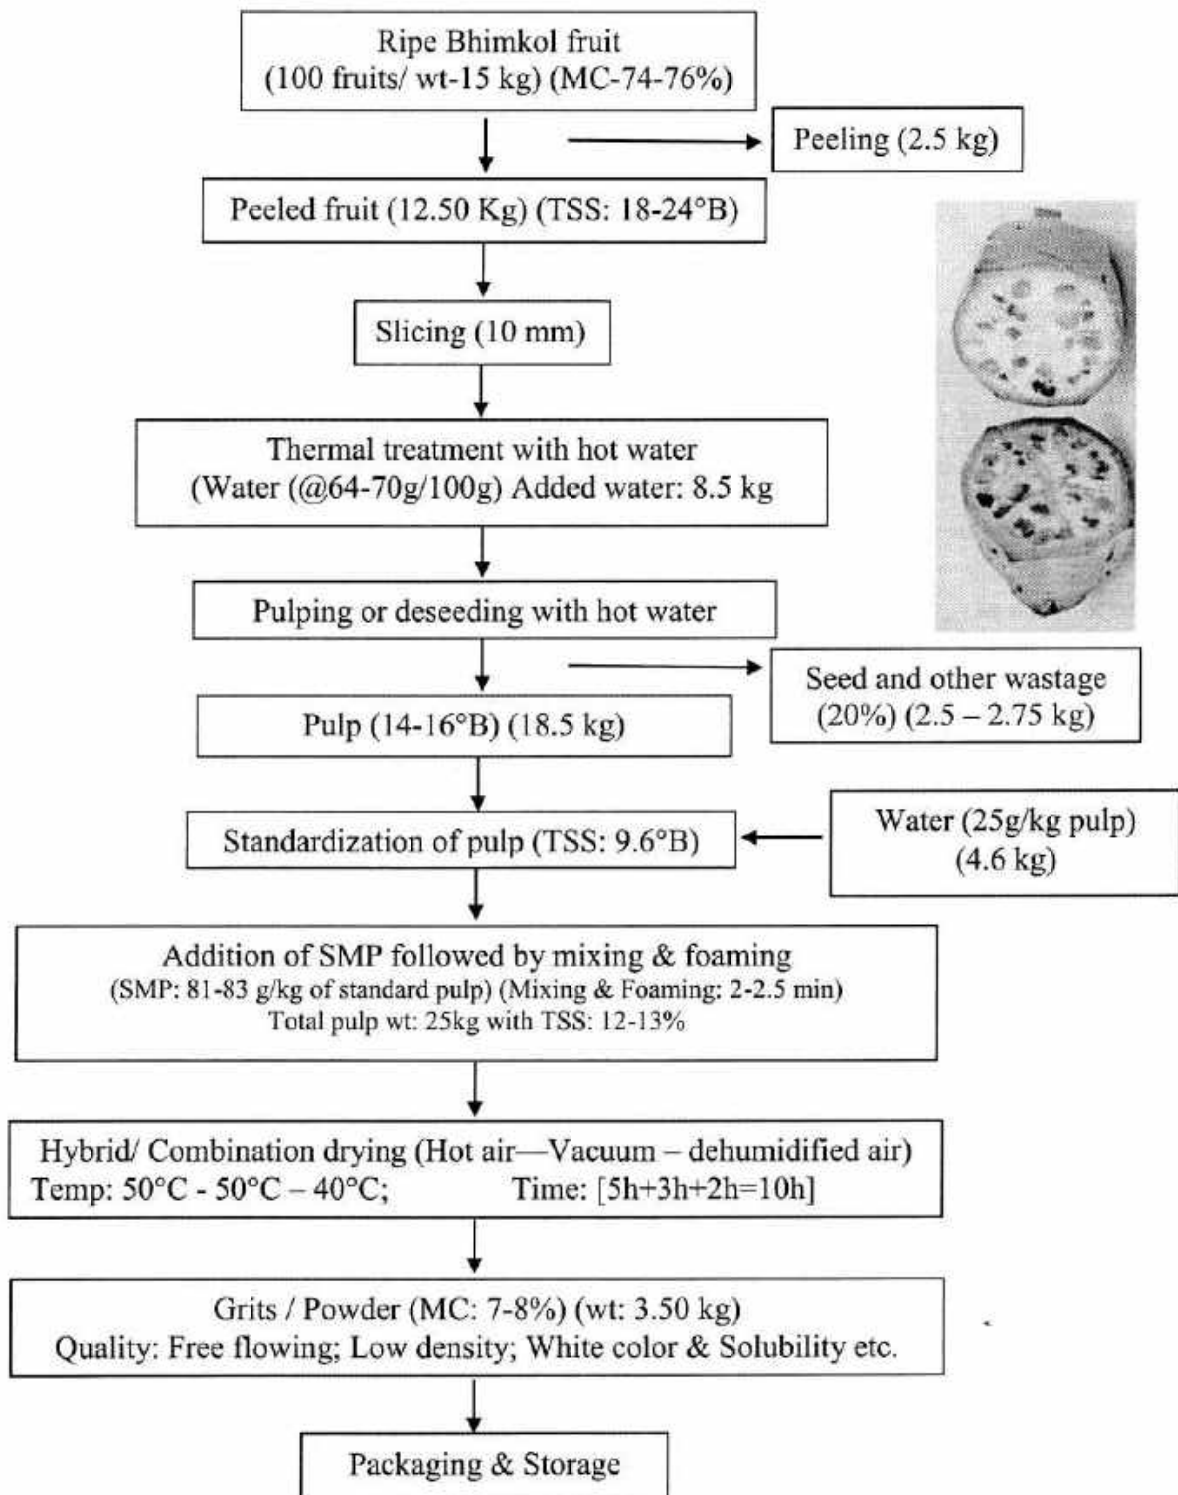 Ripe Bhimkol fruit
(100 fruits/ wt-15 kg) (MC-74-76%)
Peeling (2.5 kg)
Peeled fruit (12.50 Kg) (TSS: 18-24°B)
Slicing (10 mm)
Thermal treatment with hot water
(Water (@64-70g/100g) Added water: 8.5 kg
Pulping or deseeding with hot water
Seed and other wastage
(20%) (2.5 – 2.75 kg)
Pulp (14-16°B) (18.5 kg)
Water (25g/kg pulp)
(4.6 kg)
Standardization of pulp (TSS: 9.6°B)
Addition of SMP followed by mixing & foaming
(SMP: 81-83 g/kg of standard pulp) (Mixing & Foaming: 2-2.5 min)
Total pulp wt: 25kg with TSS: 12-13%
Hybrid/ Combination drying (Hot air—Vacuum – dehumidified air)
Temp: 50°C - 50°C – 40°C; Time: [5h+3h+2h=10h]
Grits / Powder (MC: 7-8%) (wt: 3.50 kg)
Quality: Free flowing; Low density; White color & Solubility etc.
Packaging & Storage